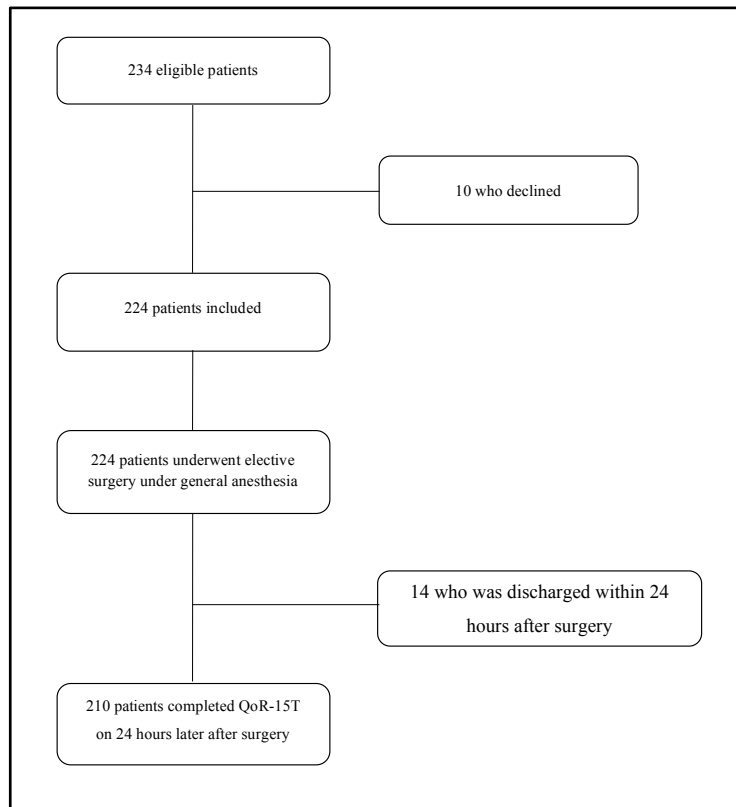 234 eligible patients
10 who declined
224 patients included
224 patients underwent elective
surgery under general anesthesia
14 who was discharged within 24
hours after surgery
210 patients completed QoR-15T
on 24 hours later after surgery